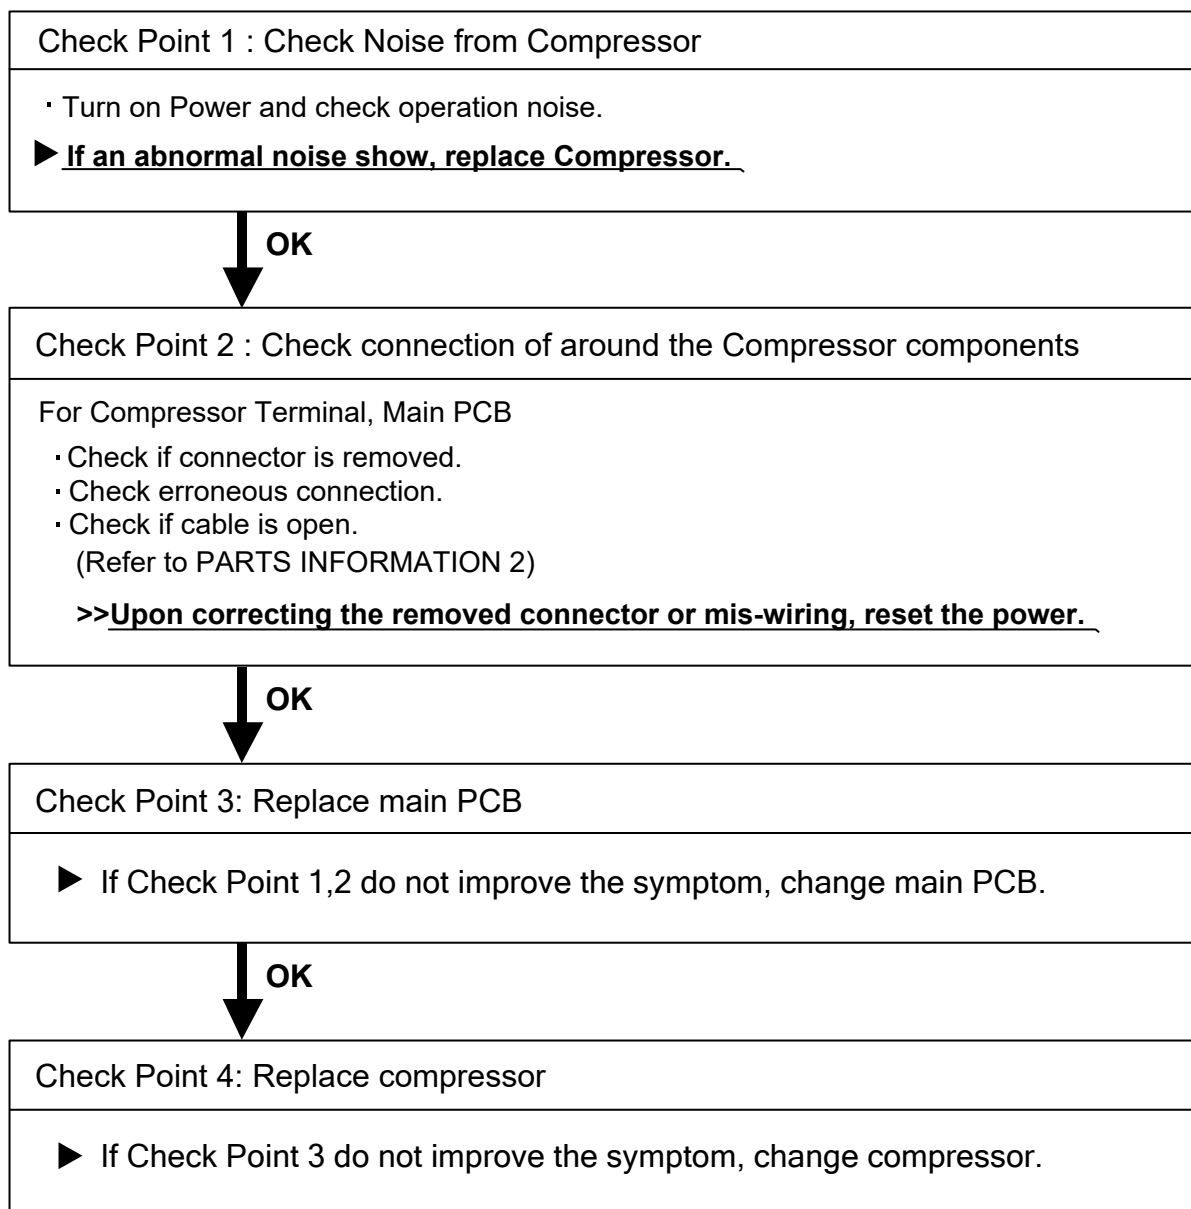 Check Point 1 : Check Noise from Compressor
· Turn on Power and check operation noise.
▶ If an abnormal noise show, replace Compressor.
OK
Check Point 2 : Check connection of around the Compressor components
For Compressor Terminal, Main PCB
· Check if connector is removed.
· Check erroneous connection.
· Check if cable is open.
(Refer to PARTS INFORMATION 2)
>>Upon correcting the removed connector or mis-wiring, reset the power.
OK
Check Point 3: Replace main PCB
▶ If Check Point 1,2 do not improve the symptom, change main PCB.
OK
Check Point 4: Replace compressor
▶ If Check Point 3 do not improve the symptom, change compressor.